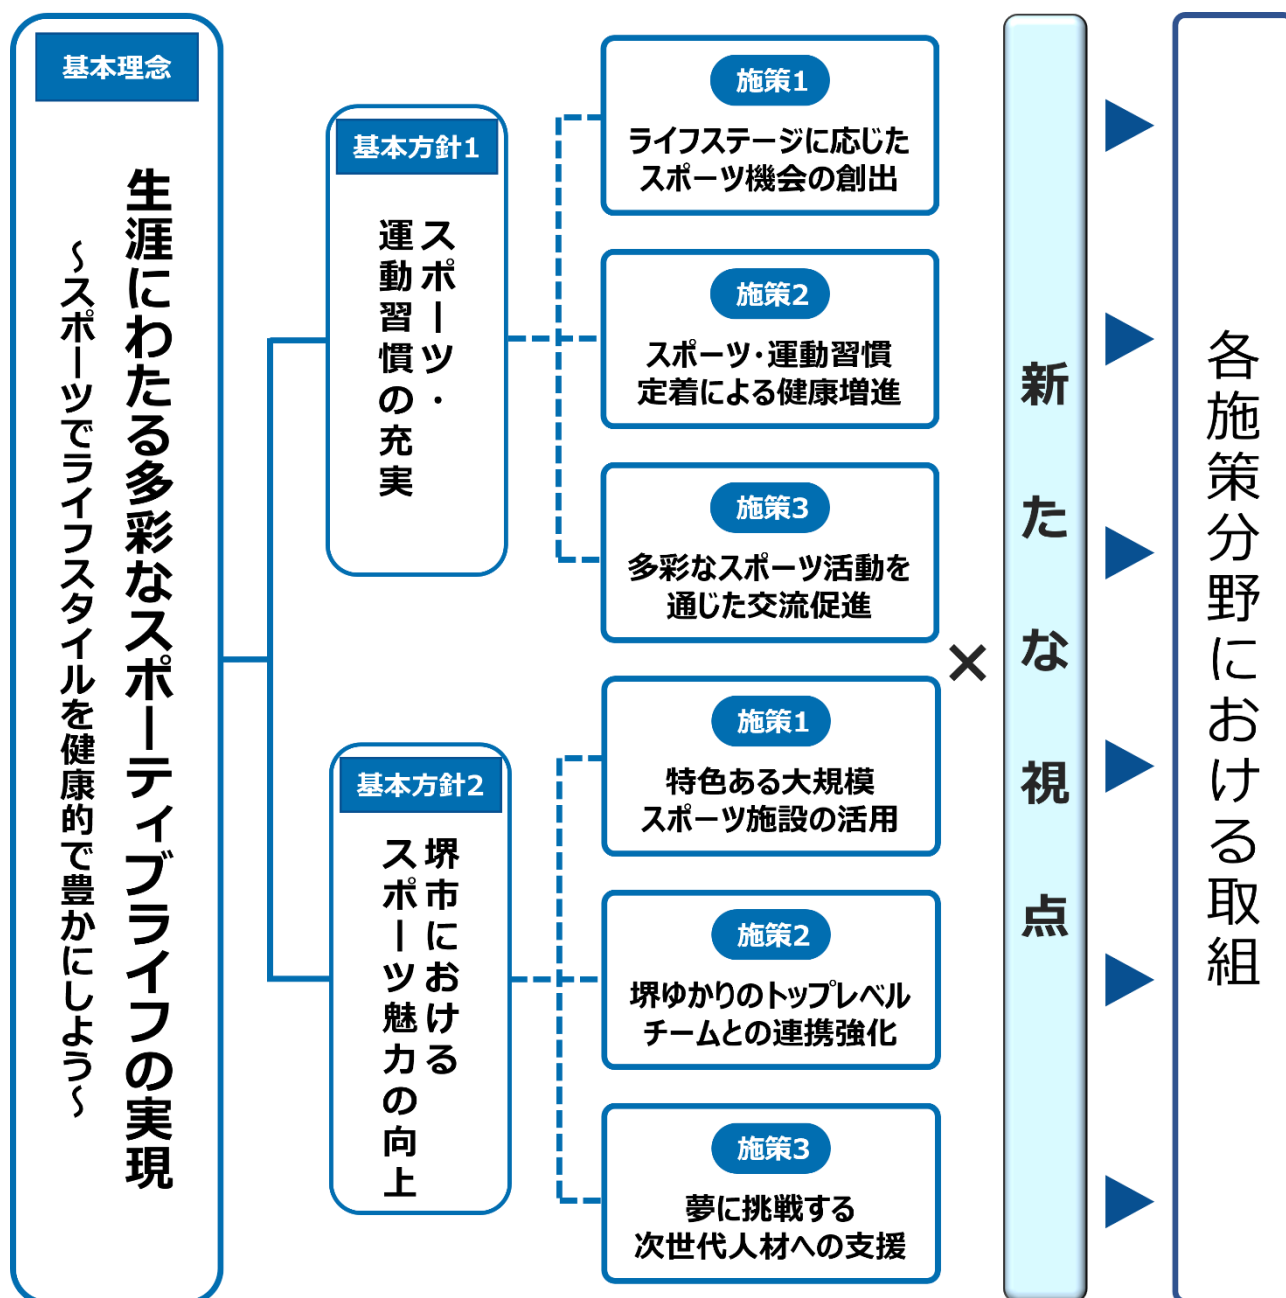 基本理念
生涯にわたる多彩なスポーティブライフの実現
～スポーツでライフスタイルを健康的で豊かにしよう～
基本方針1
スポーツ・
運動習慣の充実
施策1
ライフステージに応じた
スポーツ機会の創出
施策2
スポーツ・運動習慣
定着による健康増進
施策3
多彩なスポーツ活動を
通じた交流促進
基本方針2
堺市における
スポーツ魅力の向上
施策1
特色ある大規模
スポーツ施設の活用
施策2
堺ゆかりのトップレベル
チームとの連携強化
施策3
夢に挑戦する
次世代人材への支援
×
新たな視点
各施策分野における取組